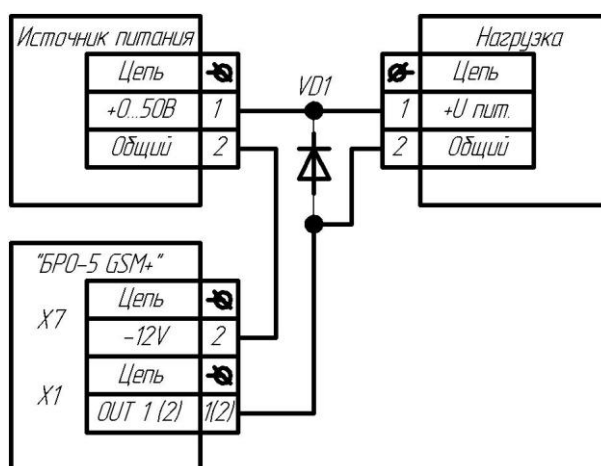 Источник питания
Цепь
+0...50В 1
Общий 2
VD1
Нагрузка
Цепь
1 +U пит.
2 Общий
"БРО-5 GSM+"
X7
Цепь
-12V 2
X1
Цепь
OUT 1 (2) 1(2)